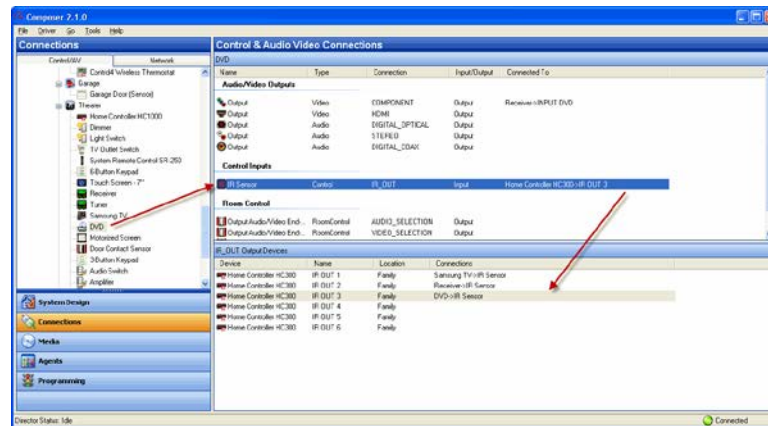 Composer 2.1.0
File Driver Go Tools Help
Connections
Control/AV Network
Control4 Wireless Thermostat
Garage
Garage Door (Sensor)
Theater
Home Controller HC1000
Dimmer
Light Switch
TV Outlet Switch
System Remote Control SR-250
6-Button Keypad
Touch Screen - 7"
Receiver
Tuner
Samsung TV
DVD
Motorized Screen
Door Contact Sensor
3-Button Keypad
Audio Switch
Amplifier
System Design
Connections
Media
Agents
Programming
Control & Audio Video Connections
DVD
Name Type Connection Input/Output Connected To
Audio/Video Outputs
Output Video COMPONENT Output Receiver->INPUT DVD
Output Video HDMI Output
Output Audio DIGITAL_OPTICAL Output
Output Audio STEREO Output
Output Audio DIGITAL_COAX Output
Control Inputs
IR Sensor Control IR_OUT Input Home Controller HC300->IR OUT 3
Room Control
Output Audio/Video End... RoomControl AUDIO_SELECTION Output
Output Audio/Video End... RoomControl VIDEO_SELECTION Output
IR_OUT Output Devices
Device Name Location Connections
Home Controller HC300 IR OUT 1 Family Samsung TV->IR Sensor
Home Controller HC300 IR OUT 2 Family Receiver->IR Sensor
Home Controller HC300 IR OUT 3 Family DVD->IR Sensor
Home Controller HC300 IR OUT 4 Family
Home Controller HC300 IR OUT 5 Family
Home Controller HC300 IR OUT 6 Family
Director Status: Idle
Connected